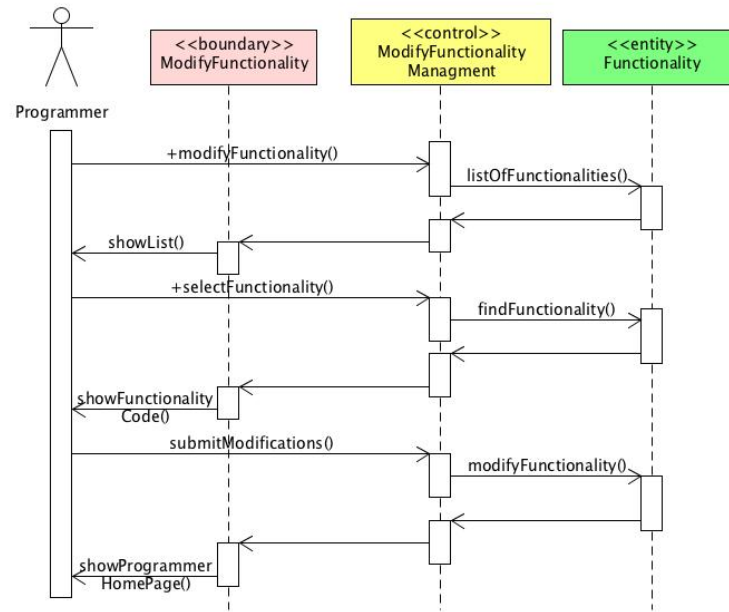 <<boundary>>
ModifyFunctionality
<<control>>
ModifyFunctionality
Managment
<<entity>>
Functionality
Programmer
+modifyFunctionality()
listOfFunctionalities()
showList()
+selectFunctionality()
findFunctionality()
showFunctionality
Code()
submitModifications()
modifyFunctionality()
showProgrammer
HomePage()